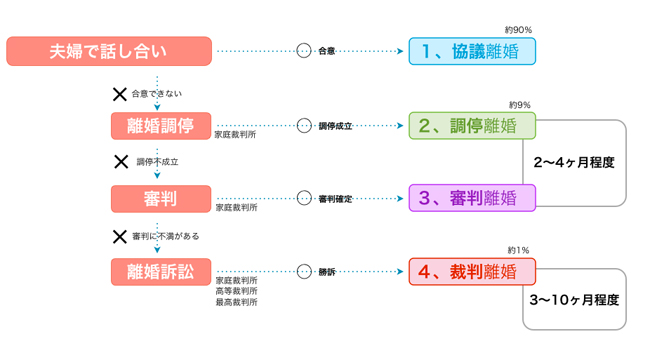 約90%
夫婦で話し合い
合意
1、協議離婚
合意できない
約9%
離婚調停
家庭裁判所
調停成立
2、調停離婚
2〜4ヶ月程度
調停不成立
審判
家庭裁判所
審判確定
3、審判離婚
審判に不満がある
約1%
離婚訴訟
家庭裁判所
高等裁判所
最高裁判所
勝訴
4、裁判離婚
3〜10ヶ月程度